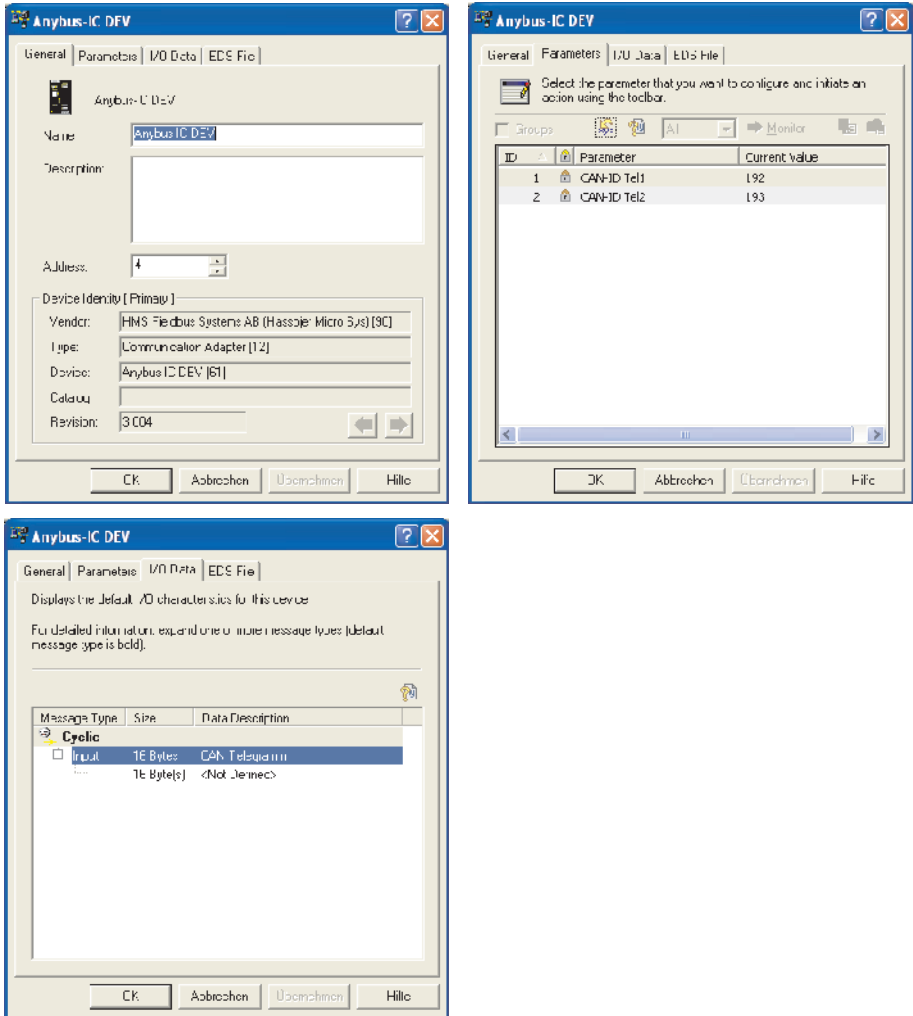 Anybus-IC DEV
General Parameters I/O Data EDS File
Anybus-IC DEV
Name
Anybus IC DEV
Description:
Address:
4
Device Identity [ Primary ]
Vendor:
HMS Fieldbus Systems AB (Hassbjer Micro Sys) [90]
Type:
Communication Adapter [12]
Device:
Anybus IC DEV [61]
Catalog
Revision:
3.004
OK Abbrechen Übernehmen Hilfe
Anybus-IC DEV
General Parameters I/O Data EDS File
Select the parameter that you want to configure and initiate an
action using the toolbar.
Groups All Monitor
ID Parameter Current Value
1 CAN-ID Tel1 192
2 CAN-ID Tel2 193
OK Abbrechen Übernehmen Hilfe
Anybus-IC DEV
General Parameters I/O Data EDS File
Displays the default I/O characteristics for this device
For detailed information, expand one or more message types (default
message type is bold).
Message Type Size Data Description
Cyclic
Input 16 Bytes CAN Telegramm
16 Byte(s) <Not Defined>
OK Abbrechen Übernehmen Hilfe